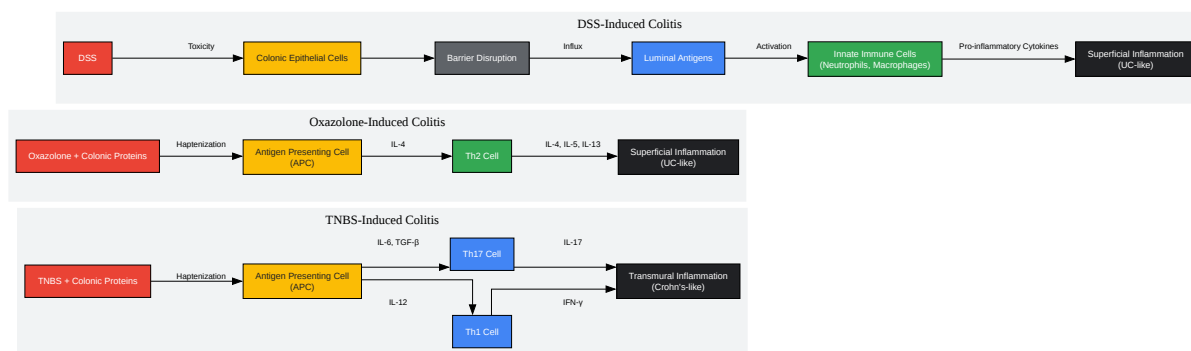 DSS-Induced Colitis
DSS
Toxicity
Colonic Epithelial Cells
Barrier Disruption
Influx
Luminal Antigens
Activation
Innate Immune Cells
(Neutrophils, Macrophages)
Pro-inflammatory Cytokines
Superficial Inflammation
(UC-like)
Oxazolone-Induced Colitis
Oxazolone + Colonic Proteins
Haptenization
Antigen Presenting Cell
(APC)
IL-4
Th2 Cell
IL-4, IL-5, IL-13
Superficial Inflammation
(UC-like)
TNBS-Induced Colitis
TNBS + Colonic Proteins
Haptenization
Antigen Presenting Cell
(APC)
IL-6, TGF-β
Th17 Cell
IL-17
IL-12
Th1 Cell
IFN-γ
Transmural Inflammation
(Crohn's-like)